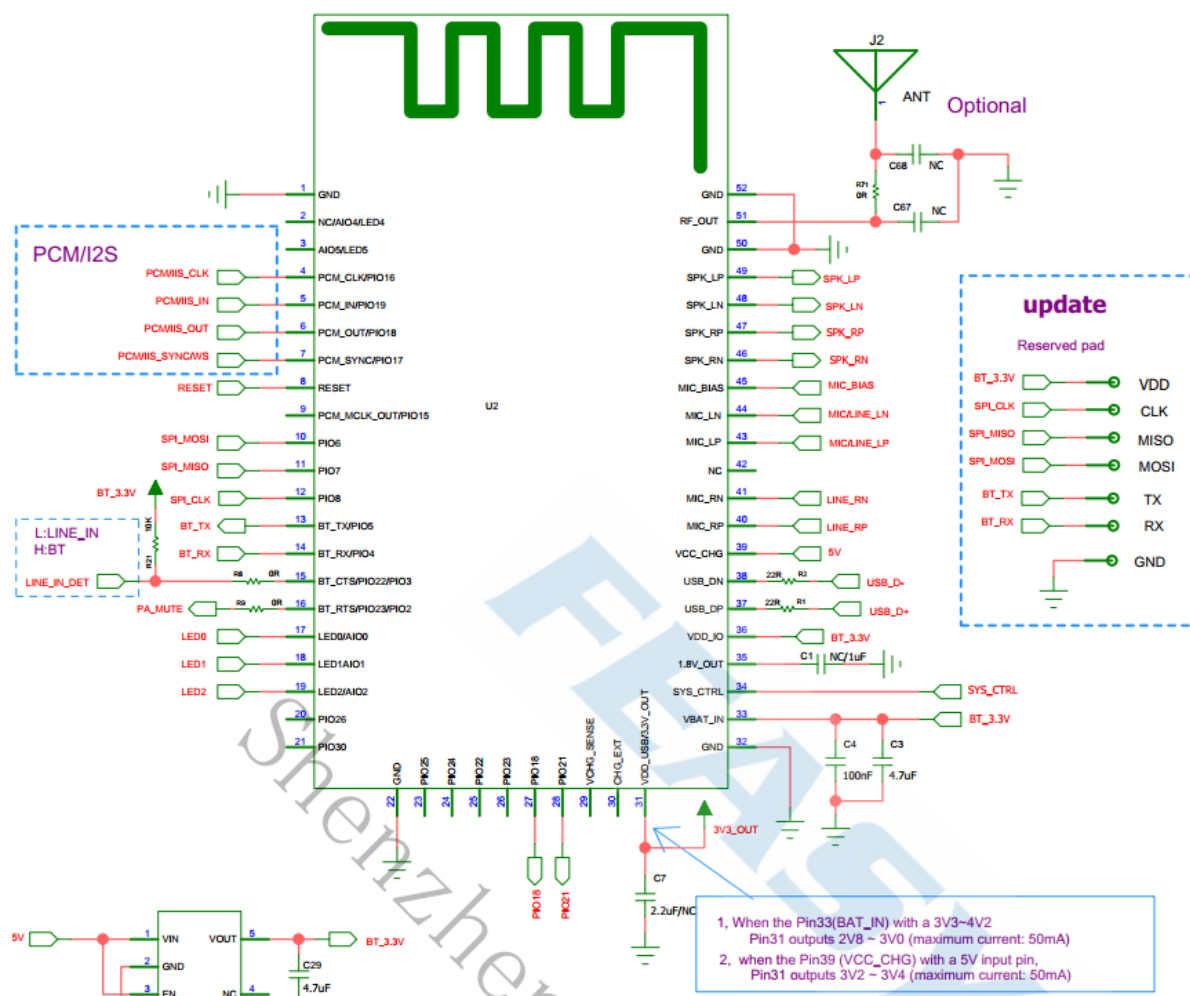 J2
1
ANT
Optional
C68
NC
R71
0R
C67
NC
1
GND
2
NC/AIO4/LED4
3
AIO5/LED5
PCM/I2S
PCM/IIS_CLK
4
PCM_CLK/PIO16
PCM/IIS_IN
5
PCM_IN/PIO19
PCM/IIS_OUT
6
PCM_OUT/PIO18
PCM/IIS_SYNC/WS
7
PCM_SYNC/PIO17
RESET
8
RESET
9
PCM_MCLK_OUT/PIO15
SPI_MOSI
10
PIO6
SPI_MISO
11
PIO7
BT_3.3V
SPI_CLK
12
PIO8
10K
R21
L:LINE_IN
H:BT
BT_TX
13
BT_TX/PIO5
BT_RX
14
BT_RX/PIO4
LINE_IN_DET
R8
0R
15
BT_CTS/PIO22/PIO3
PA_MUTE
R9
0R
16
BT_RTS/PIO23/PIO2
LED0
17
LED0/AIO0
LED1
18
LED1AIO1
LED2
19
LED2/AIO2
20
PIO26
21
PIO30
U2
GND
52
RF_OUT
51
GND
50
SPK_LP
49
SPK_LP
SPK_LN
48
SPK_LN
SPK_RP
47
SPK_RP
SPK_RN
46
SPK_RN
MIC_BIAS
45
MIC_BIAS
MIC_LN
44
MIC/LINE_LN
MIC_LP
43
MIC/LINE_LP
NC
42
MIC_RN
41
LINE_RN
MIC_RP
40
LINE_RP
VCC_CHG
39
5V
USB_DN
38
22R
R2
USB_D-
USB_DP
37
22R
R1
USB_D+
VDD_IO
36
BT_3.3V
1.8V_OUT
35
C1
NC/1uF
SYS_CTRL
34
SYS_CTRL
VBAT_IN
33
BT_3.3V
GND
32
C4
100nF
C3
4.7uF
update
Reserved pad
BT_3.3V
VDD
SPI_CLK
CLK
SPI_MISO
MISO
SPI_MOSI
MOSI
BT_TX
TX
BT_RX
RX
GND
GND
22
PIO25
23
PIO24
24
PIO22
25
PIO23
26
PIO18
27
PIO21
28
VCHG_SENSE
29
CHG_EXT
30
VDD_USB/3.3V_OUT
31
PIO18
PIO21
3V3_OUT
C7
2.2uF/NC
1, When the Pin33(BAT_IN) with a 3V3~4V2
Pin31 outputs 2V8 ~ 3V0 (maximum current: 50mA)
2, when the Pin39 (VCC_CHG) with a 5V input pin,
Pin31 outputs 3V2 ~ 3V4 (maximum current: 50mA)
5V
1
VIN
VOUT
5
BT_3.3V
2
GND
C29
4.7uF
3
EN
NC
4
Shenzhen
FEASY